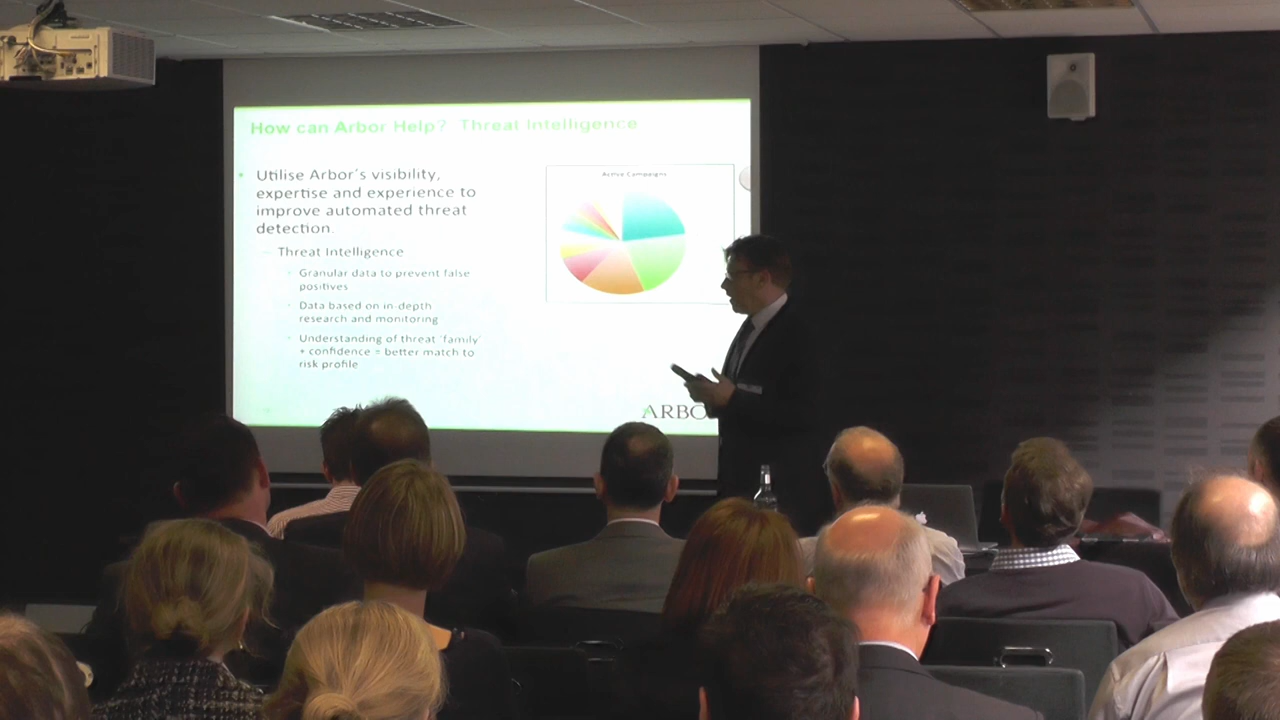 How can Arbor Help? Threat Intelligence
Utilise Arbor's visibility,
expertise and experience to
improve automated threat
detection.
Threat Intelligence
Granular data to prevent false
positives
Data based on in-depth
research and monitoring
Understanding of threat 'family'
+ confidence = better match to
risk profile
Active Campaigns
ARBO